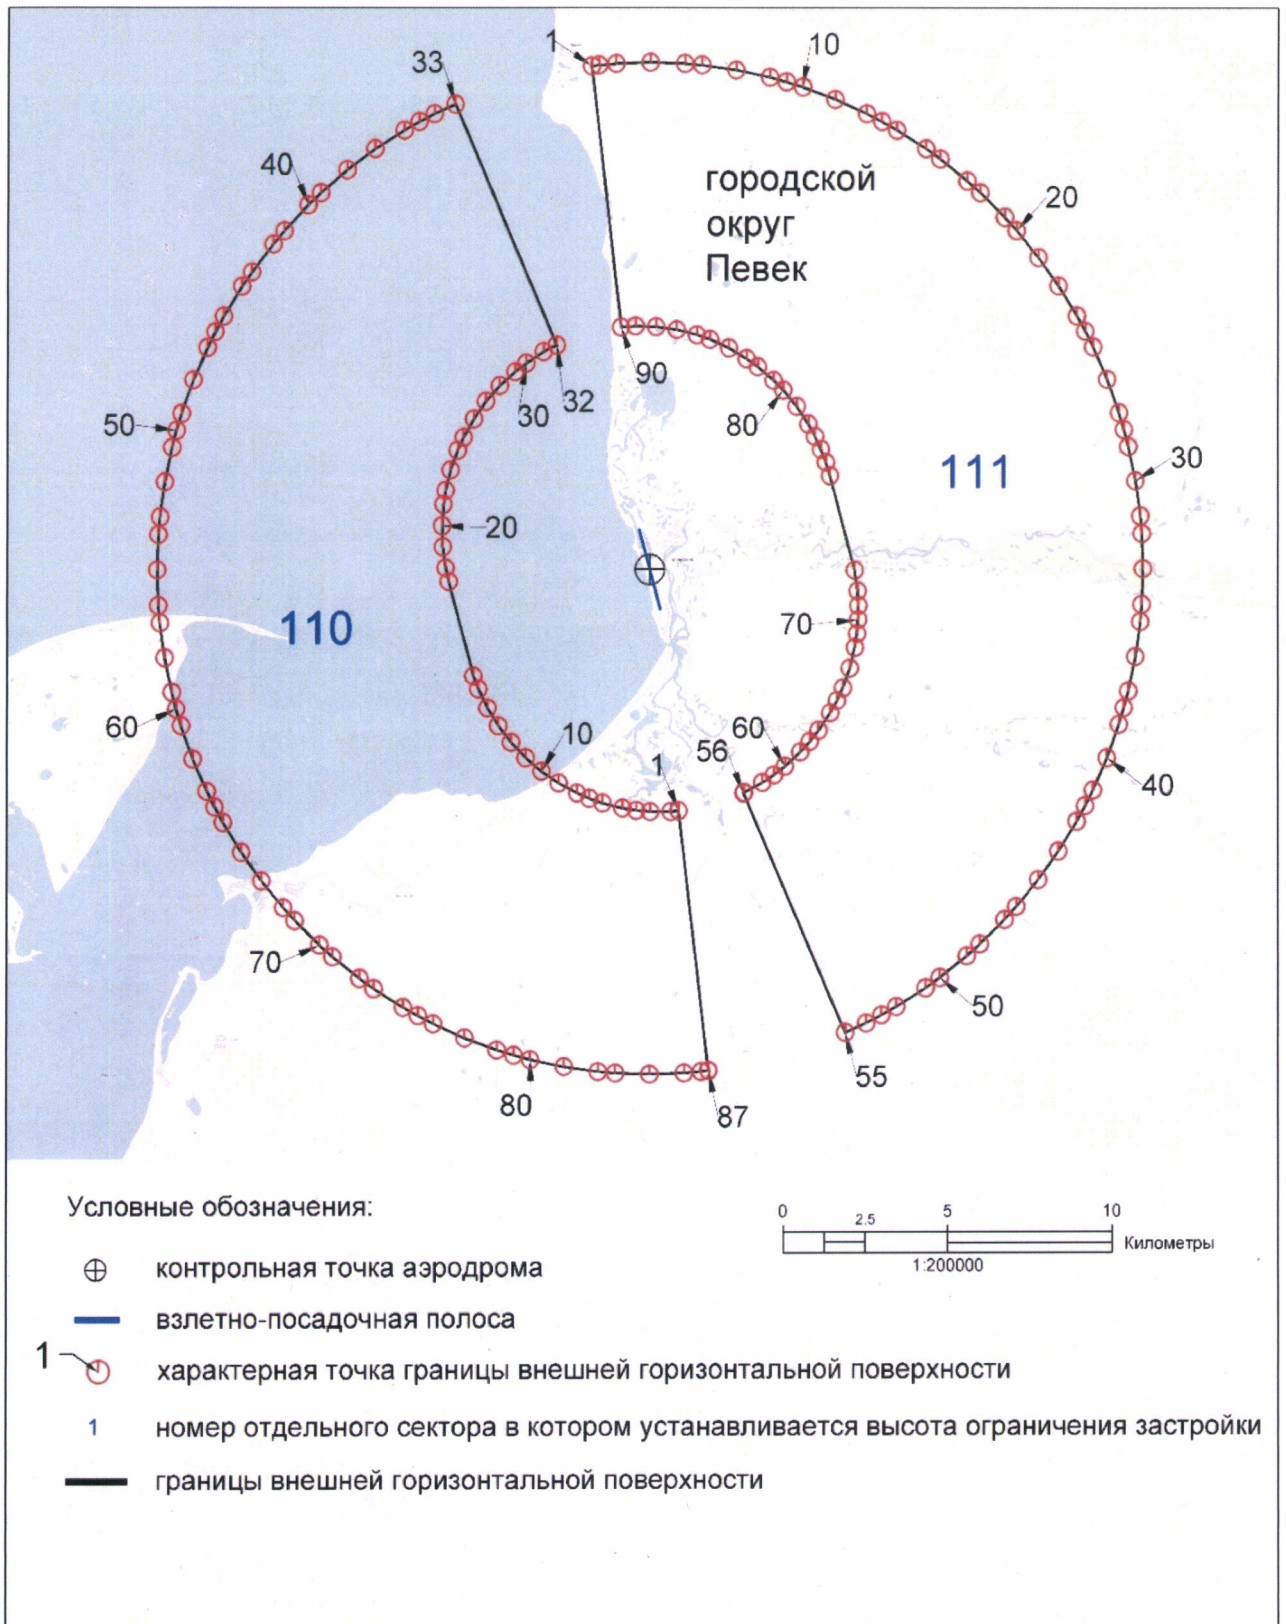 1
10
33
40
городской
округ
Певек
20
90
32
30
80
50
111
30
20
70
110
60
10
1
60
56
40
70
50
55
80
87
Условные обозначения:
0 2.5 5 10
Километры
1:200000
контрольная точка аэродрома
взлетно-посадочная полоса
1
характерная точка границы внешней горизонтальной поверхности
1
номер отдельного сектора в котором устанавливается высота ограничения застройки
границы внешней горизонтальной поверхности